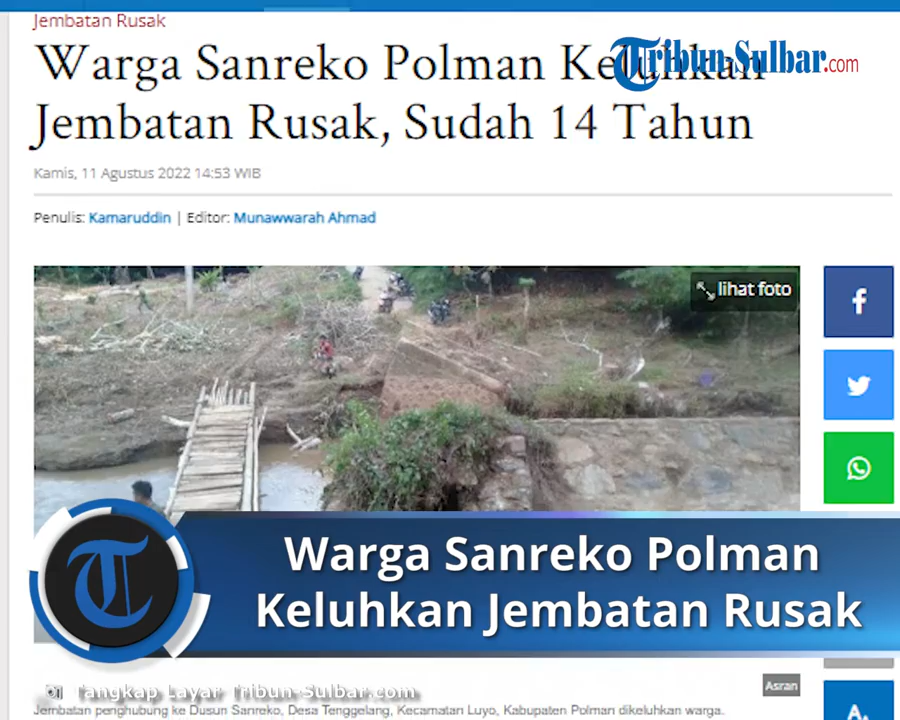 Jembatan Rusak
Warga Sanreko Polman Keluhkan
Tribun-Sulbar.com
Jembatan Rusak, Sudah 14 Tahun
Kamis, 11 Agustus 2022 14:53 WIB
Penulis: Kamaruddin | Editor: Munawwarah Ahmad
lihat foto
Warga Sanreko Polman
Keluhkan Jembatan Rusak
Tangkap Layar Tribun-Sulbar.com
Asran
Jembatan penghubung ke Dusun Sanreko, Desa Tenggelang, Kecamatan Luyo, Kabupaten Polman dikeluhkan warga.